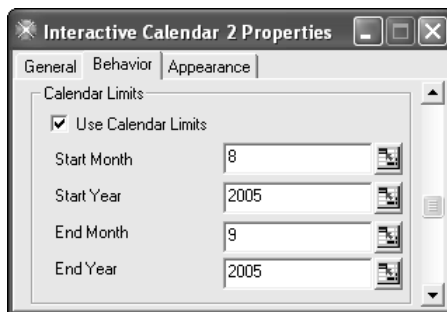 Interactive Calendar 2 Properties
General Behavior Appearance
Calendar Limits
Use Calendar Limits
Start Month 8
Start Year 2005
End Month 9
End Year 2005